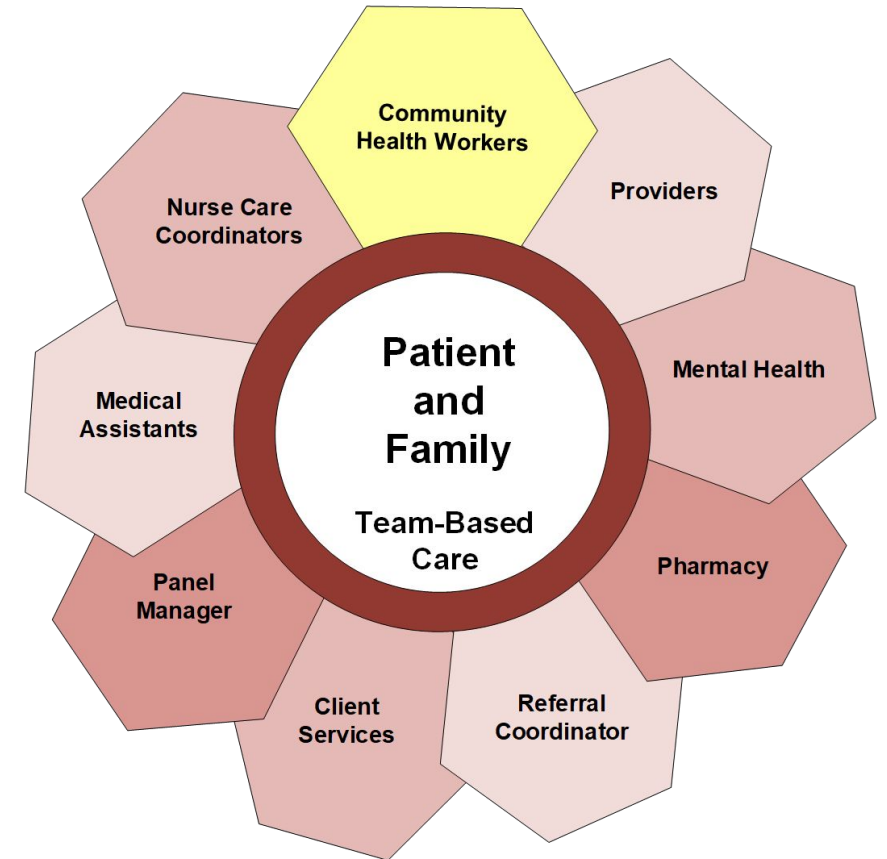 Community
Health Workers
Providers
Mental Health
Pharmacy
Referral
Coordinator
Client
Services
Panel
Manager
Medical
Assistants
Nurse Care
Coordinators
Patient
and
Family
Team-Based
Care